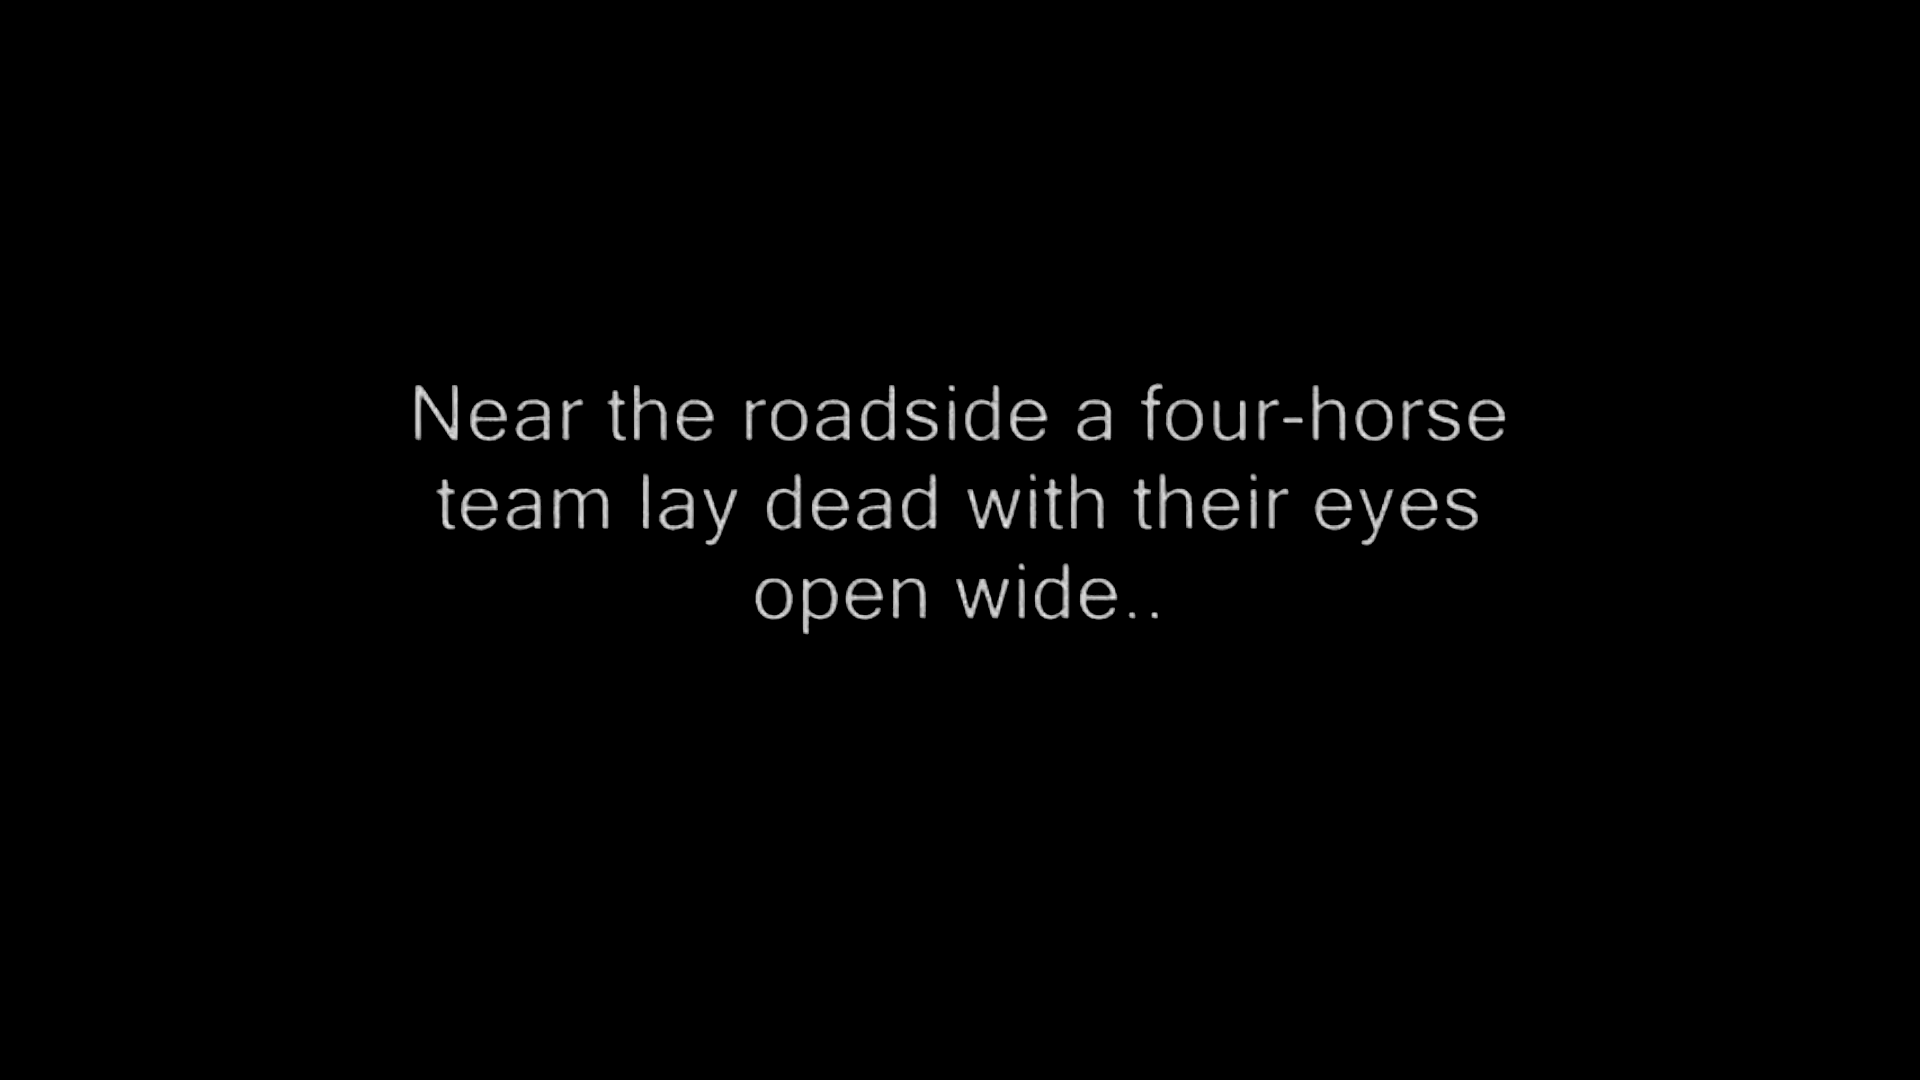 Near the roadside a four-horse
team lay dead with their eyes
open wide..